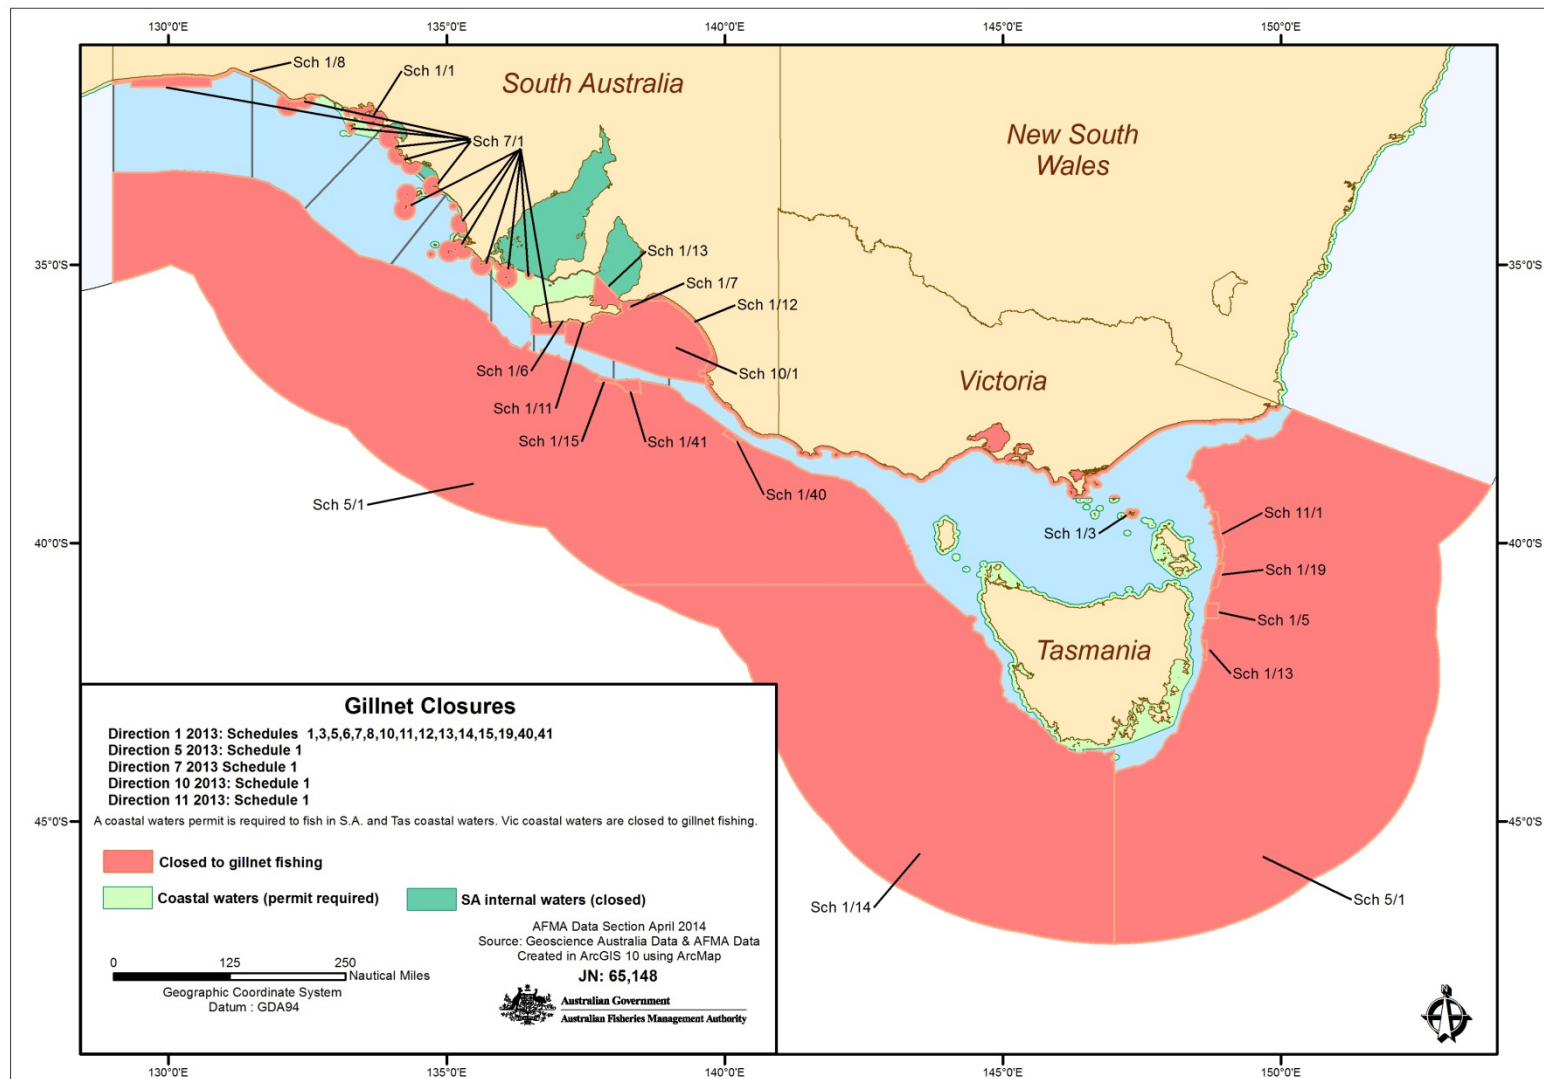 130°0'E
135°0'E
140°0'E
145°0'E
150°0'E
Sch 1/8
Sch 1/1
South Australia
New South
Wales
Sch 7/1
Sch 1/13
35°0'S
35°0'S
Sch 1/7
Sch 1/12
Sch 1/6
Sch 10/1
Victoria
Sch 1/11
Sch 1/15
Sch 1/41
Sch 5/1
Sch 1/40
Sch 1/3
Sch 11/1
40°0'S
40°0'S
Sch 1/19
Sch 1/5
Tasmania
Sch 1/13
Gillnet Closures
Direction 1 2013: Schedules 1,3,5,6,7,8,10,11,12,13,14,15,19,40,41
Direction 5 2013: Schedule 1
Direction 7 2013 Schedule 1
Direction 10 2013: Schedule 1
Direction 11 2013: Schedule 1
A coastal waters permit is required to fish in S.A. and Tas coastal waters. Vic coastal waters are closed to gillnet fishing.
45°0'S
45°0'S
Closed to gillnet fishing
Coastal waters (permit required)
SA internal waters (closed)
Sch 1/14
Sch 5/1
AFMA Data Section April 2014
Source: Geoscience Australia Data & AFMA Data
Created in ArcGIS 10 using ArcMap
JN: 65,148
0 125 250
Nautical Miles
Geographic Coordinate System
Datum : GDA94
Australian Government
Australian Fisheries Management Authority
130°0'E
135°0'E
140°0'E
145°0'E
150°0'E